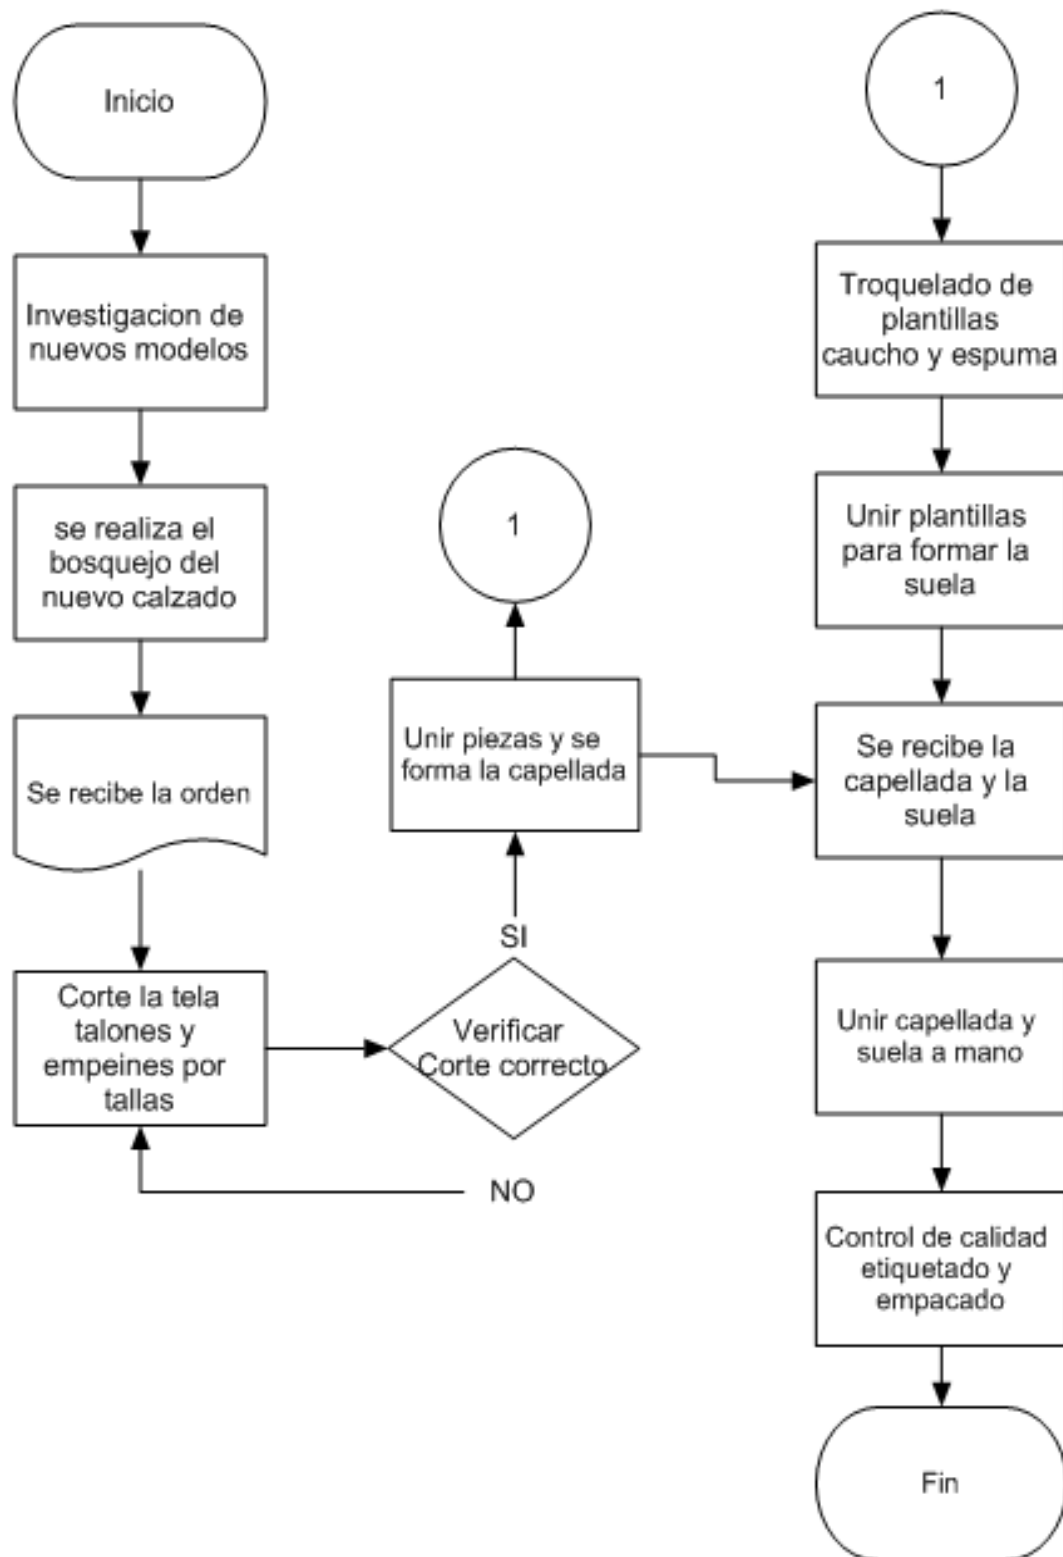 Inicio
Investigacion de
nuevos modelos
se realiza el
bosquejo del
nuevo calzado
Se recibe la orden
Corte la tela
talones y
empeines por
tallas
Verificar
Corte correcto
NO
SI
Unir piezas y se
forma la capellada
1
1
Troquelado de
plantillas
caucho y espuma
Unir plantillas
para formar la
suela
Se recibe la
capellada y la
suela
Unir capellada y
suela a mano
Control de calidad
etiquetado y
empacado
Fin